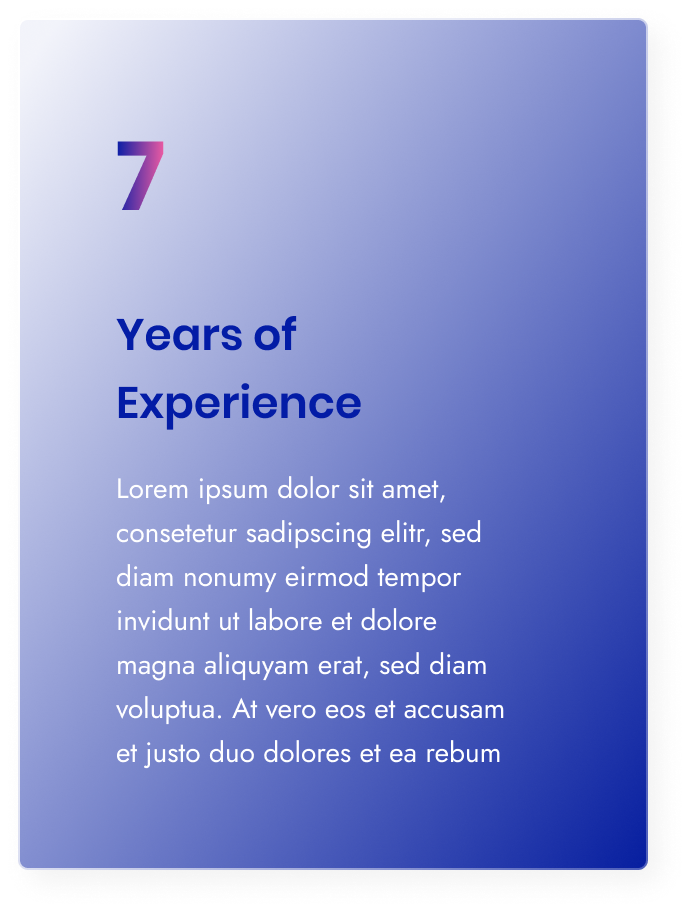 7
Years of
Experience
Lorem ipsum dolor sit amet,
consetetur sadipscing elitr, sed
diam nonumy eirmod tempor
invidunt ut labore et dolore
magna aliquyam erat, sed diam
voluptua. At vero eos et accusam
et justo duo dolores et ea rebum